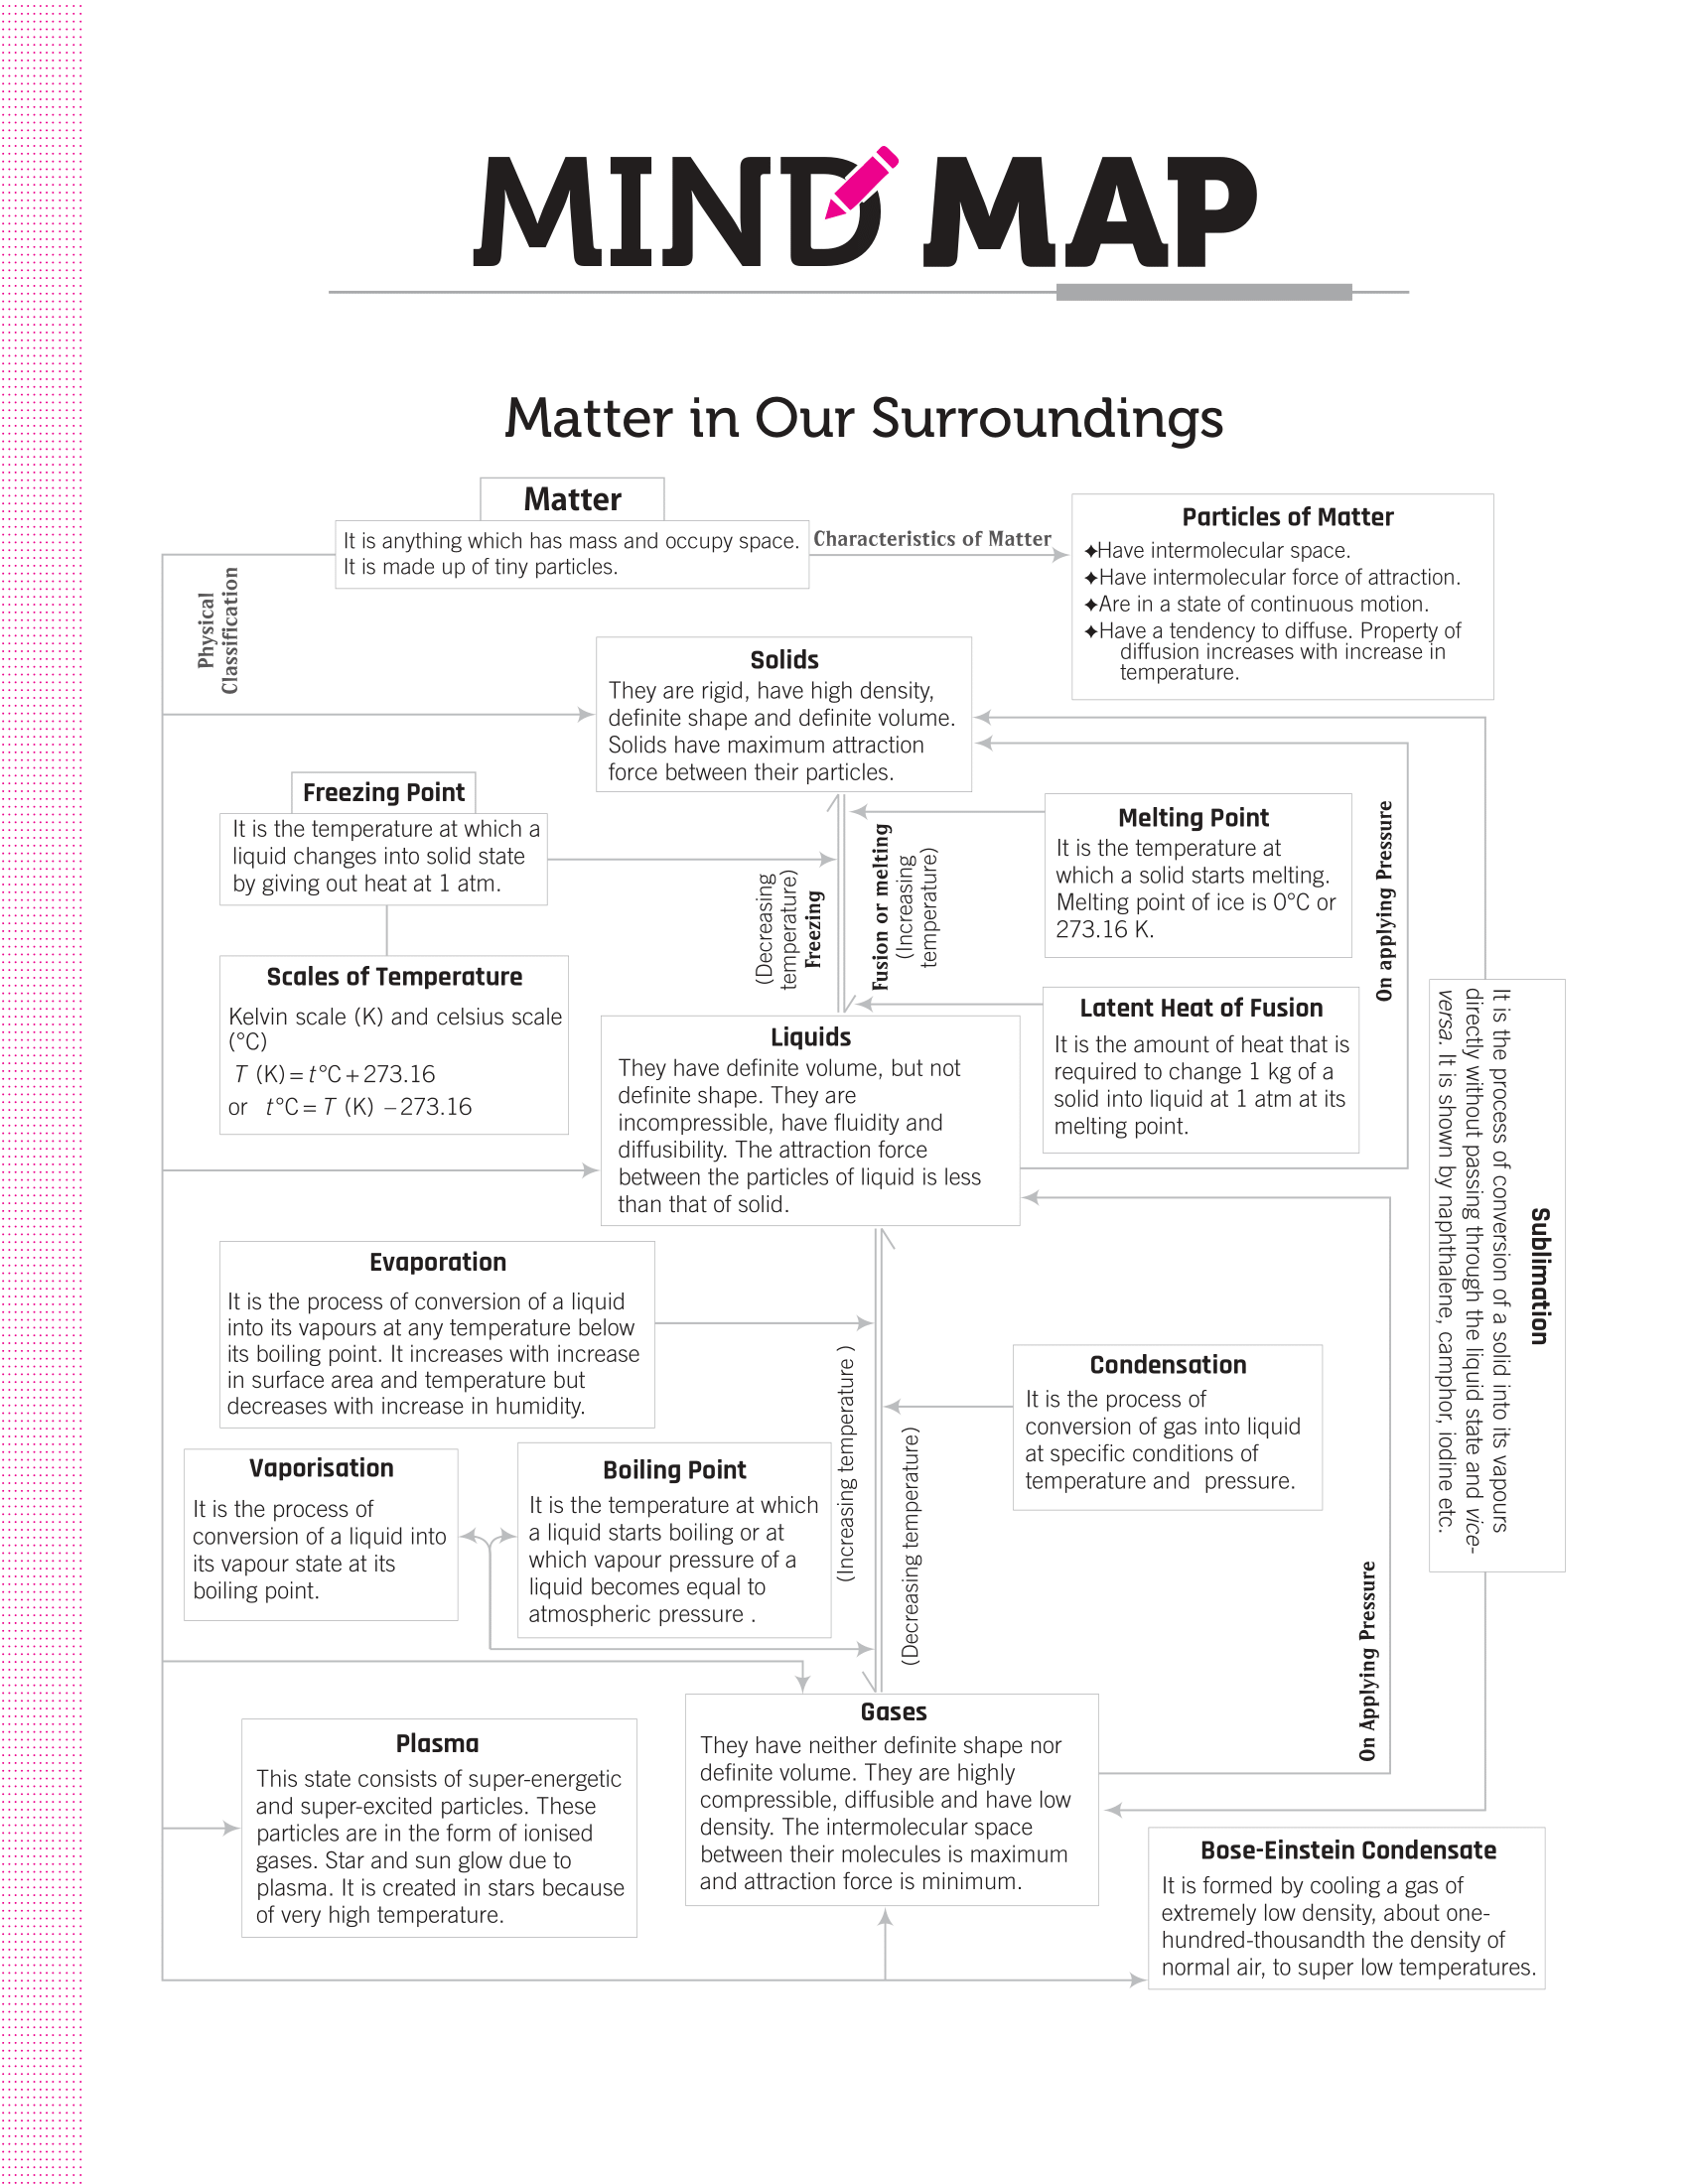 MIND MAP
Matter in Our Surroundings
Matter
It is anything which has mass and occupy space.
It is made up of tiny particles.
Characteristics of Matter
Particles of Matter
✦Have intermolecular space.
✦Have intermolecular force of attraction.
✦Are in a state of continuous motion.
✦Have a tendency to diffuse. Property of
diffusion increases with increase in
temperature.
Physical
Classification
Solids
They are rigid, have high density,
definite shape and definite volume.
Solids have maximum attraction
force between their particles.
Freezing Point
It is the temperature at which a
liquid changes into solid state
by giving out heat at 1 atm.
(Decreasing
temperature)
Freezing
Fusion or melting
(Increasing
temperature)
Melting Point
It is the temperature at
which a solid starts melting.
Melting point of ice is 0°C or
273.16 K.
On applying Pressure
Scales of Temperature
Kelvin scale (K) and celsius scale
(°C)
T (K) = t°C + 273.16
or t°C = T (K) – 273.16
Latent Heat of Fusion
It is the amount of heat that is
required to change 1 kg of a
solid into liquid at 1 atm at its
melting point.
Liquids
They have definite volume, but not
definite shape. They are
incompressible, have fluidity and
diffusibility. The attraction force
between the particles of liquid is less
than that of solid.
Sublimation
It is the process of conversion of a solid into its vapours
directly without passing through the liquid state and vice-
versa. It is shown by naphthalene, camphor, iodine etc.
Evaporation
It is the process of conversion of a liquid
into its vapours at any temperature below
its boiling point. It increases with increase
in surface area and temperature but
decreases with increase in humidity.
(Increasing temperature )
(Decreasing temperature)
Condensation
It is the process of
conversion of gas into liquid
at specific conditions of
temperature and pressure.
Vaporisation
It is the process of
conversion of a liquid into
its vapour state at its
boiling point.
Boiling Point
It is the temperature at which
a liquid starts boiling or at
which vapour pressure of a
liquid becomes equal to
atmospheric pressure .
On Applying Pressure
Gases
They have neither definite shape nor
definite volume. They are highly
compressible, diffusible and have low
density. The intermolecular space
between their molecules is maximum
and attraction force is minimum.
Plasma
This state consists of super-energetic
and super-excited particles. These
particles are in the form of ionised
gases. Star and sun glow due to
plasma. It is created in stars because
of very high temperature.
Bose-Einstein Condensate
It is formed by cooling a gas of
extremely low density, about one-
hundred-thousandth the density of
normal air, to super low temperatures.